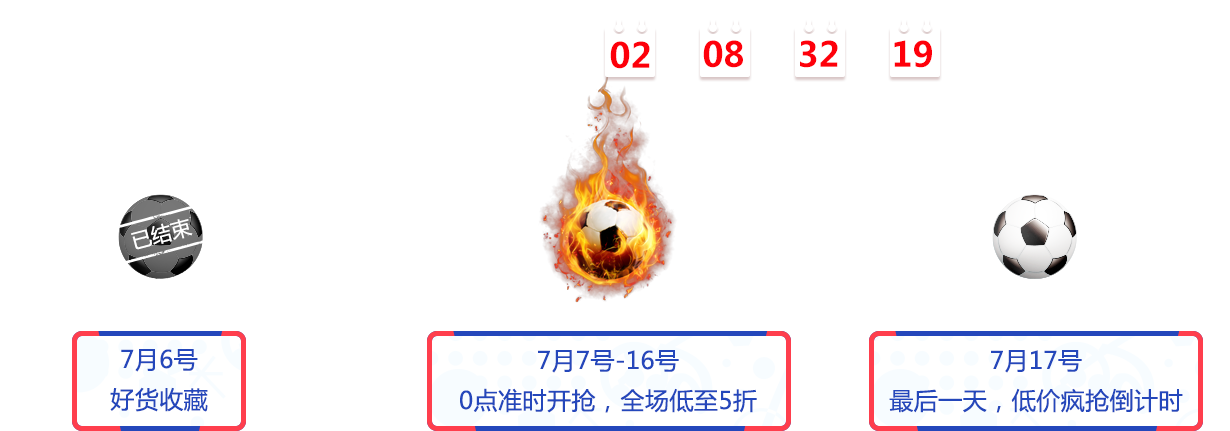 02 08 32 19
已结束
7月6号
好货收藏
7月7号-16号
0点准时开抢，全场低至5折
7月17号
最后一天，低价疯抢倒计时